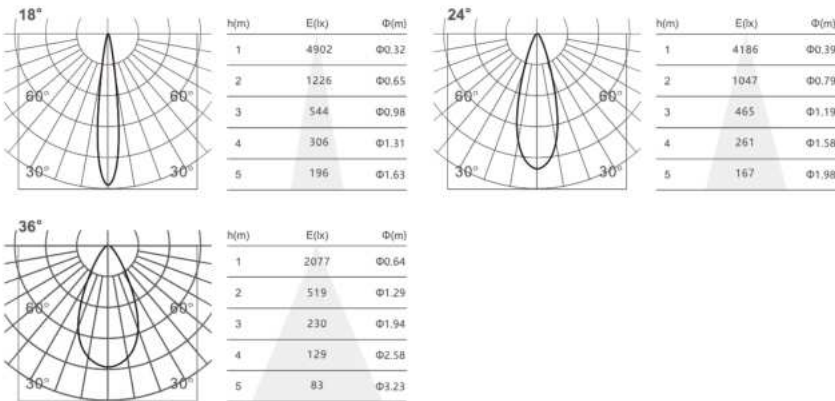 18°
h(m) E(lx) Φ(m)
1 4902 Φ0.32
2 1226 Φ0.65
3 544 Φ0.98
4 306 Φ1.31
5 196 Φ1.63
60° 60°
30° 30°
24°
h(m) E(lx) Φ(m)
1 4186 Φ0.39
2 1047 Φ0.79
3 465 Φ1.19
4 261 Φ1.58
5 167 Φ1.98
60° 60°
30° 30°
36°
h(m) E(lx) Φ(m)
1 2077 Φ0.64
2 519 Φ1.29
3 230 Φ1.94
4 129 Φ2.58
5 83 Φ3.23
60° 60°
30° 30°